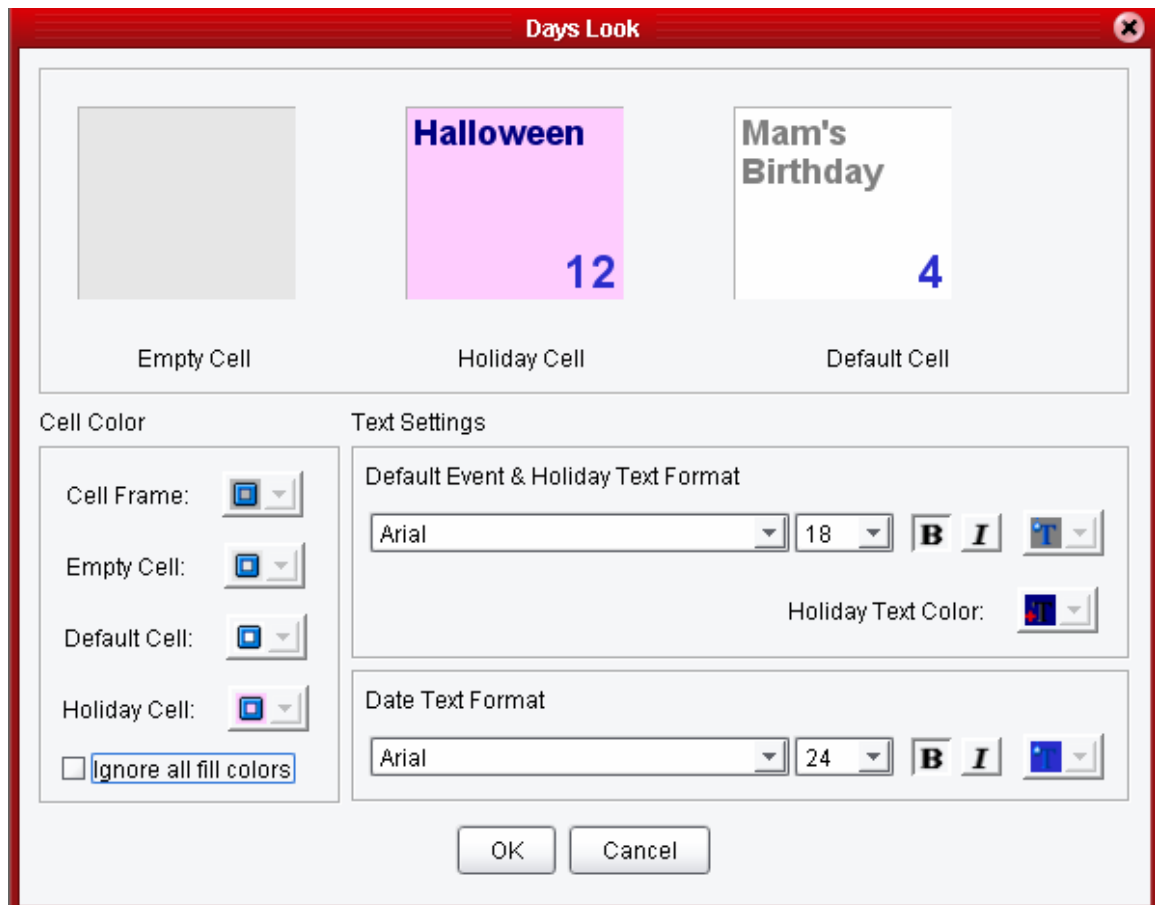 Days Look
Halloween
12
Mam's
Birthday
4
Empty Cell
Holiday Cell
Default Cell
Cell Color
Text Settings
Cell Frame:
Empty Cell:
Default Cell:
Holiday Cell:
Ignore all fill colors
Default Event & Holiday Text Format
Arial
18
B
I
T
Holiday Text Color:
T
Date Text Format
Arial
24
B
I
T
OK
Cancel